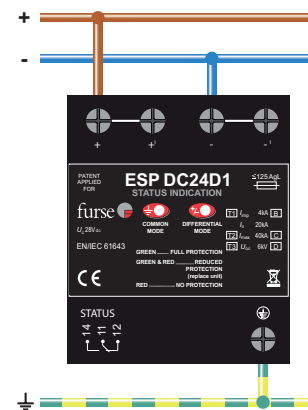 +
-
+ +I - -I
PATENT
APPLIED
FOR
ESP DC24D1
STATUS INDICATION
≤125AgL
furse
Uc 28Vdc
EN/IEC 61643
COMMON
MODE
DIFFERENTIAL
MODE
T1 Iimp 4kA B
In 20kA
T2 Imax 40kA C
T3 Uoc 6kV D
GREEN ........ FULL PROTECTION
GREEN & RED ............ REDUCED
PROTECTION
(replace unit)
RED ............... NO PROTECTION
CE
STATUS
14 11 12